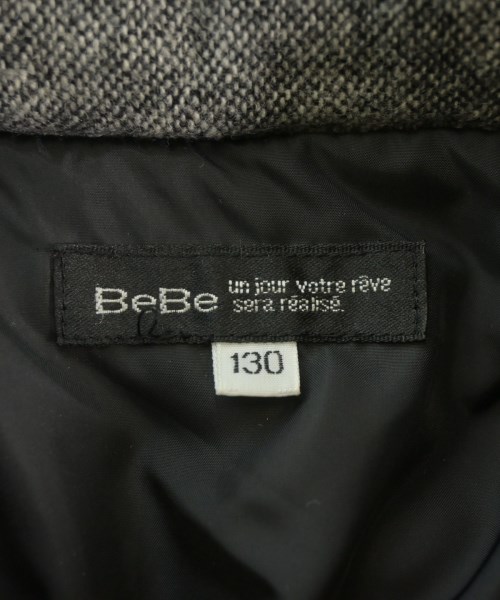 BeBe un jour votre rêve
sera réalisé.
130